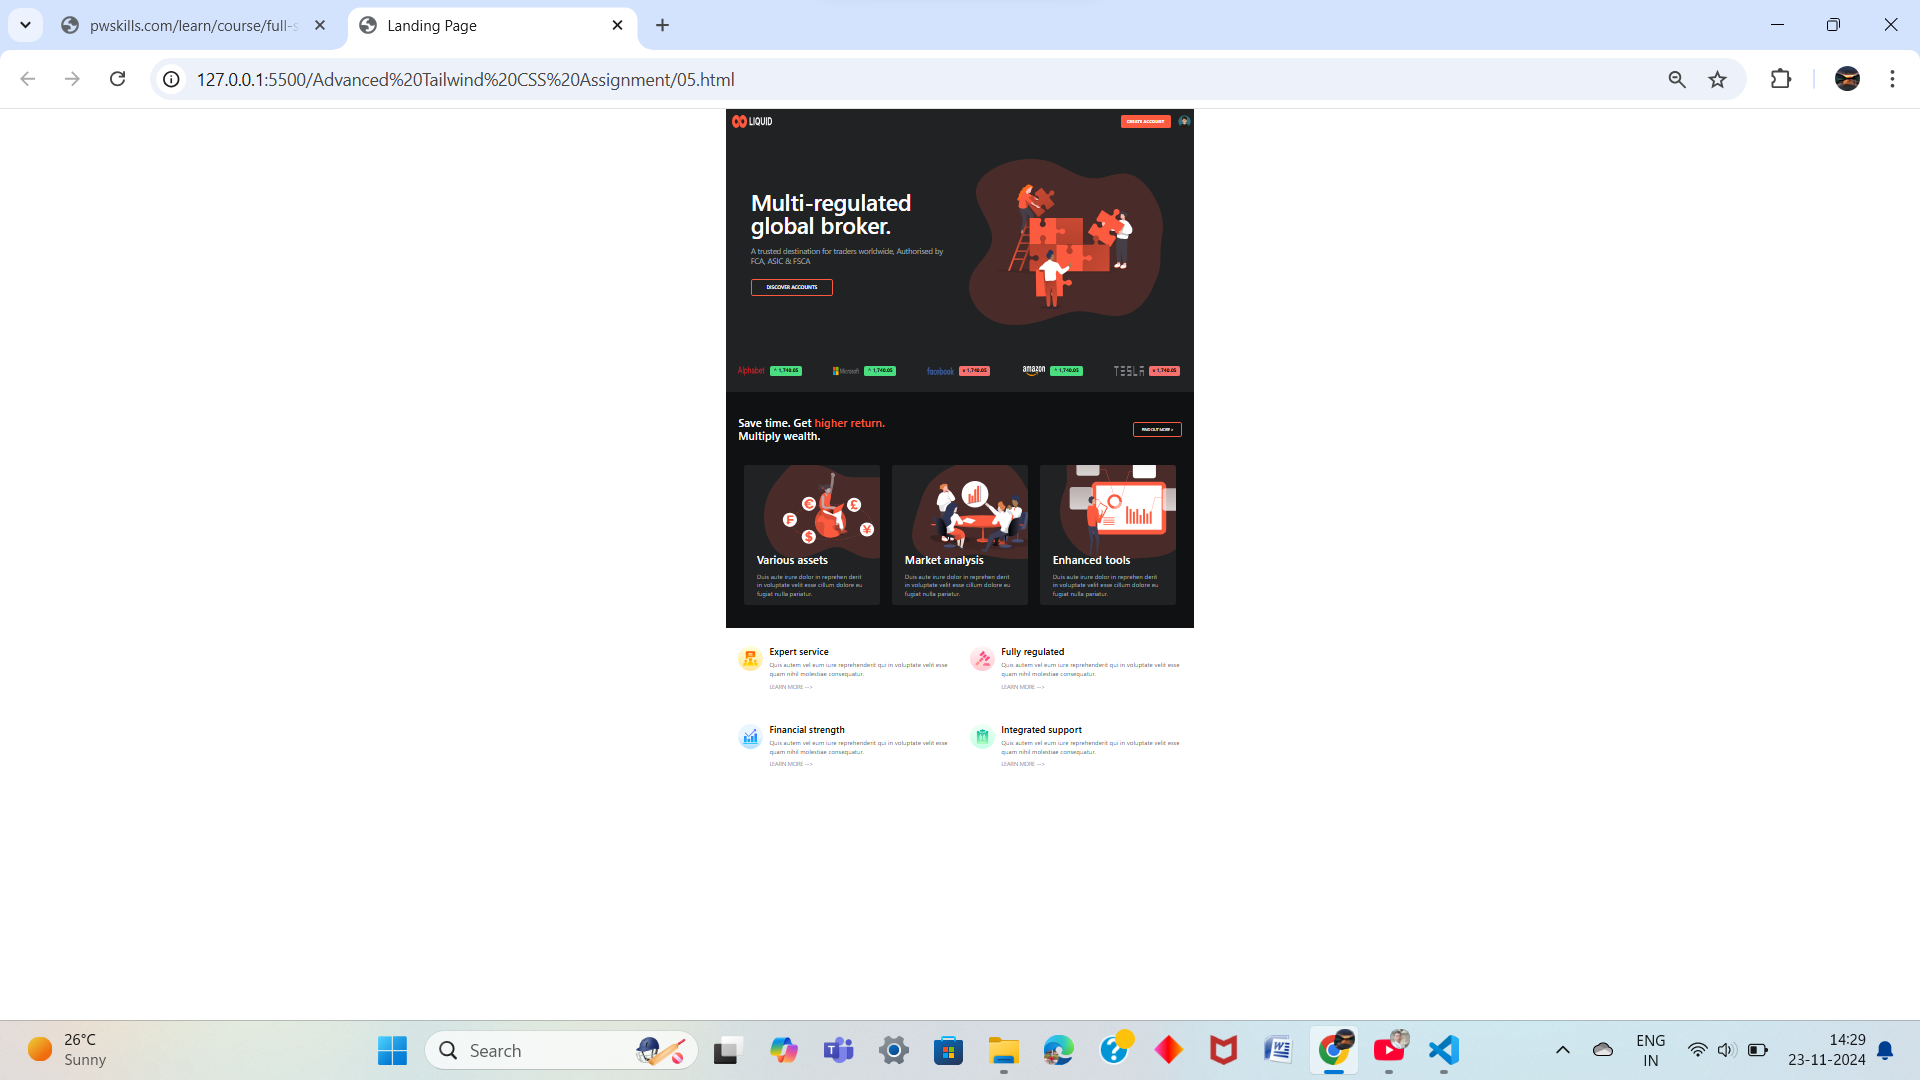 pwskills.com/learn/course/full-s
Landing Page
127.0.0.1:5500/Advanced%20Tailwind%20CSS%20Assignment/05.html
LIQUID
CREATE ACCOUNT
Multi-regulated
global broker.
A trusted destination for traders worldwide, Authorised by
FCA, ASIC & FSCA
DISCOVER ACCOUNTS
Alphabet ^ 1,740.05 Microsoft ^ 1,740.05 facebook v 1,740.05 amazon ^ 1,740.05 TESLA v 1,740.05
Save time. Get higher return.
Multiply wealth.
FIND OUT MORE >
Various assets
Duis aute irure dolor in reprehen derit
in voluptate velit esse cillum dolore eu
fugiat nulla pariatur.
Market analysis
Duis aute irure dolor in reprehen derit
in voluptate velit esse cillum dolore eu
fugiat nulla pariatur.
Enhanced tools
Duis aute irure dolor in reprehen derit
in voluptate velit esse cillum dolore eu
fugiat nulla pariatur.
Expert service
Quis autem vel eum iure reprehenderit qui in voluptate velit esse
quam nihil molestiae consequatur.
LEARN MORE -->
Fully regulated
Quis autem vel eum iure reprehenderit qui in voluptate velit esse
quam nihil molestiae consequatur.
LEARN MORE -->
Financial strength
Quis autem vel eum iure reprehenderit qui in voluptate velit esse
quam nihil molestiae consequatur.
LEARN MORE -->
Integrated support
Quis autem vel eum iure reprehenderit qui in voluptate velit esse
quam nihil molestiae consequatur.
LEARN MORE -->
26°C
Sunny
Search
ENG
IN
14:29
23-11-2024